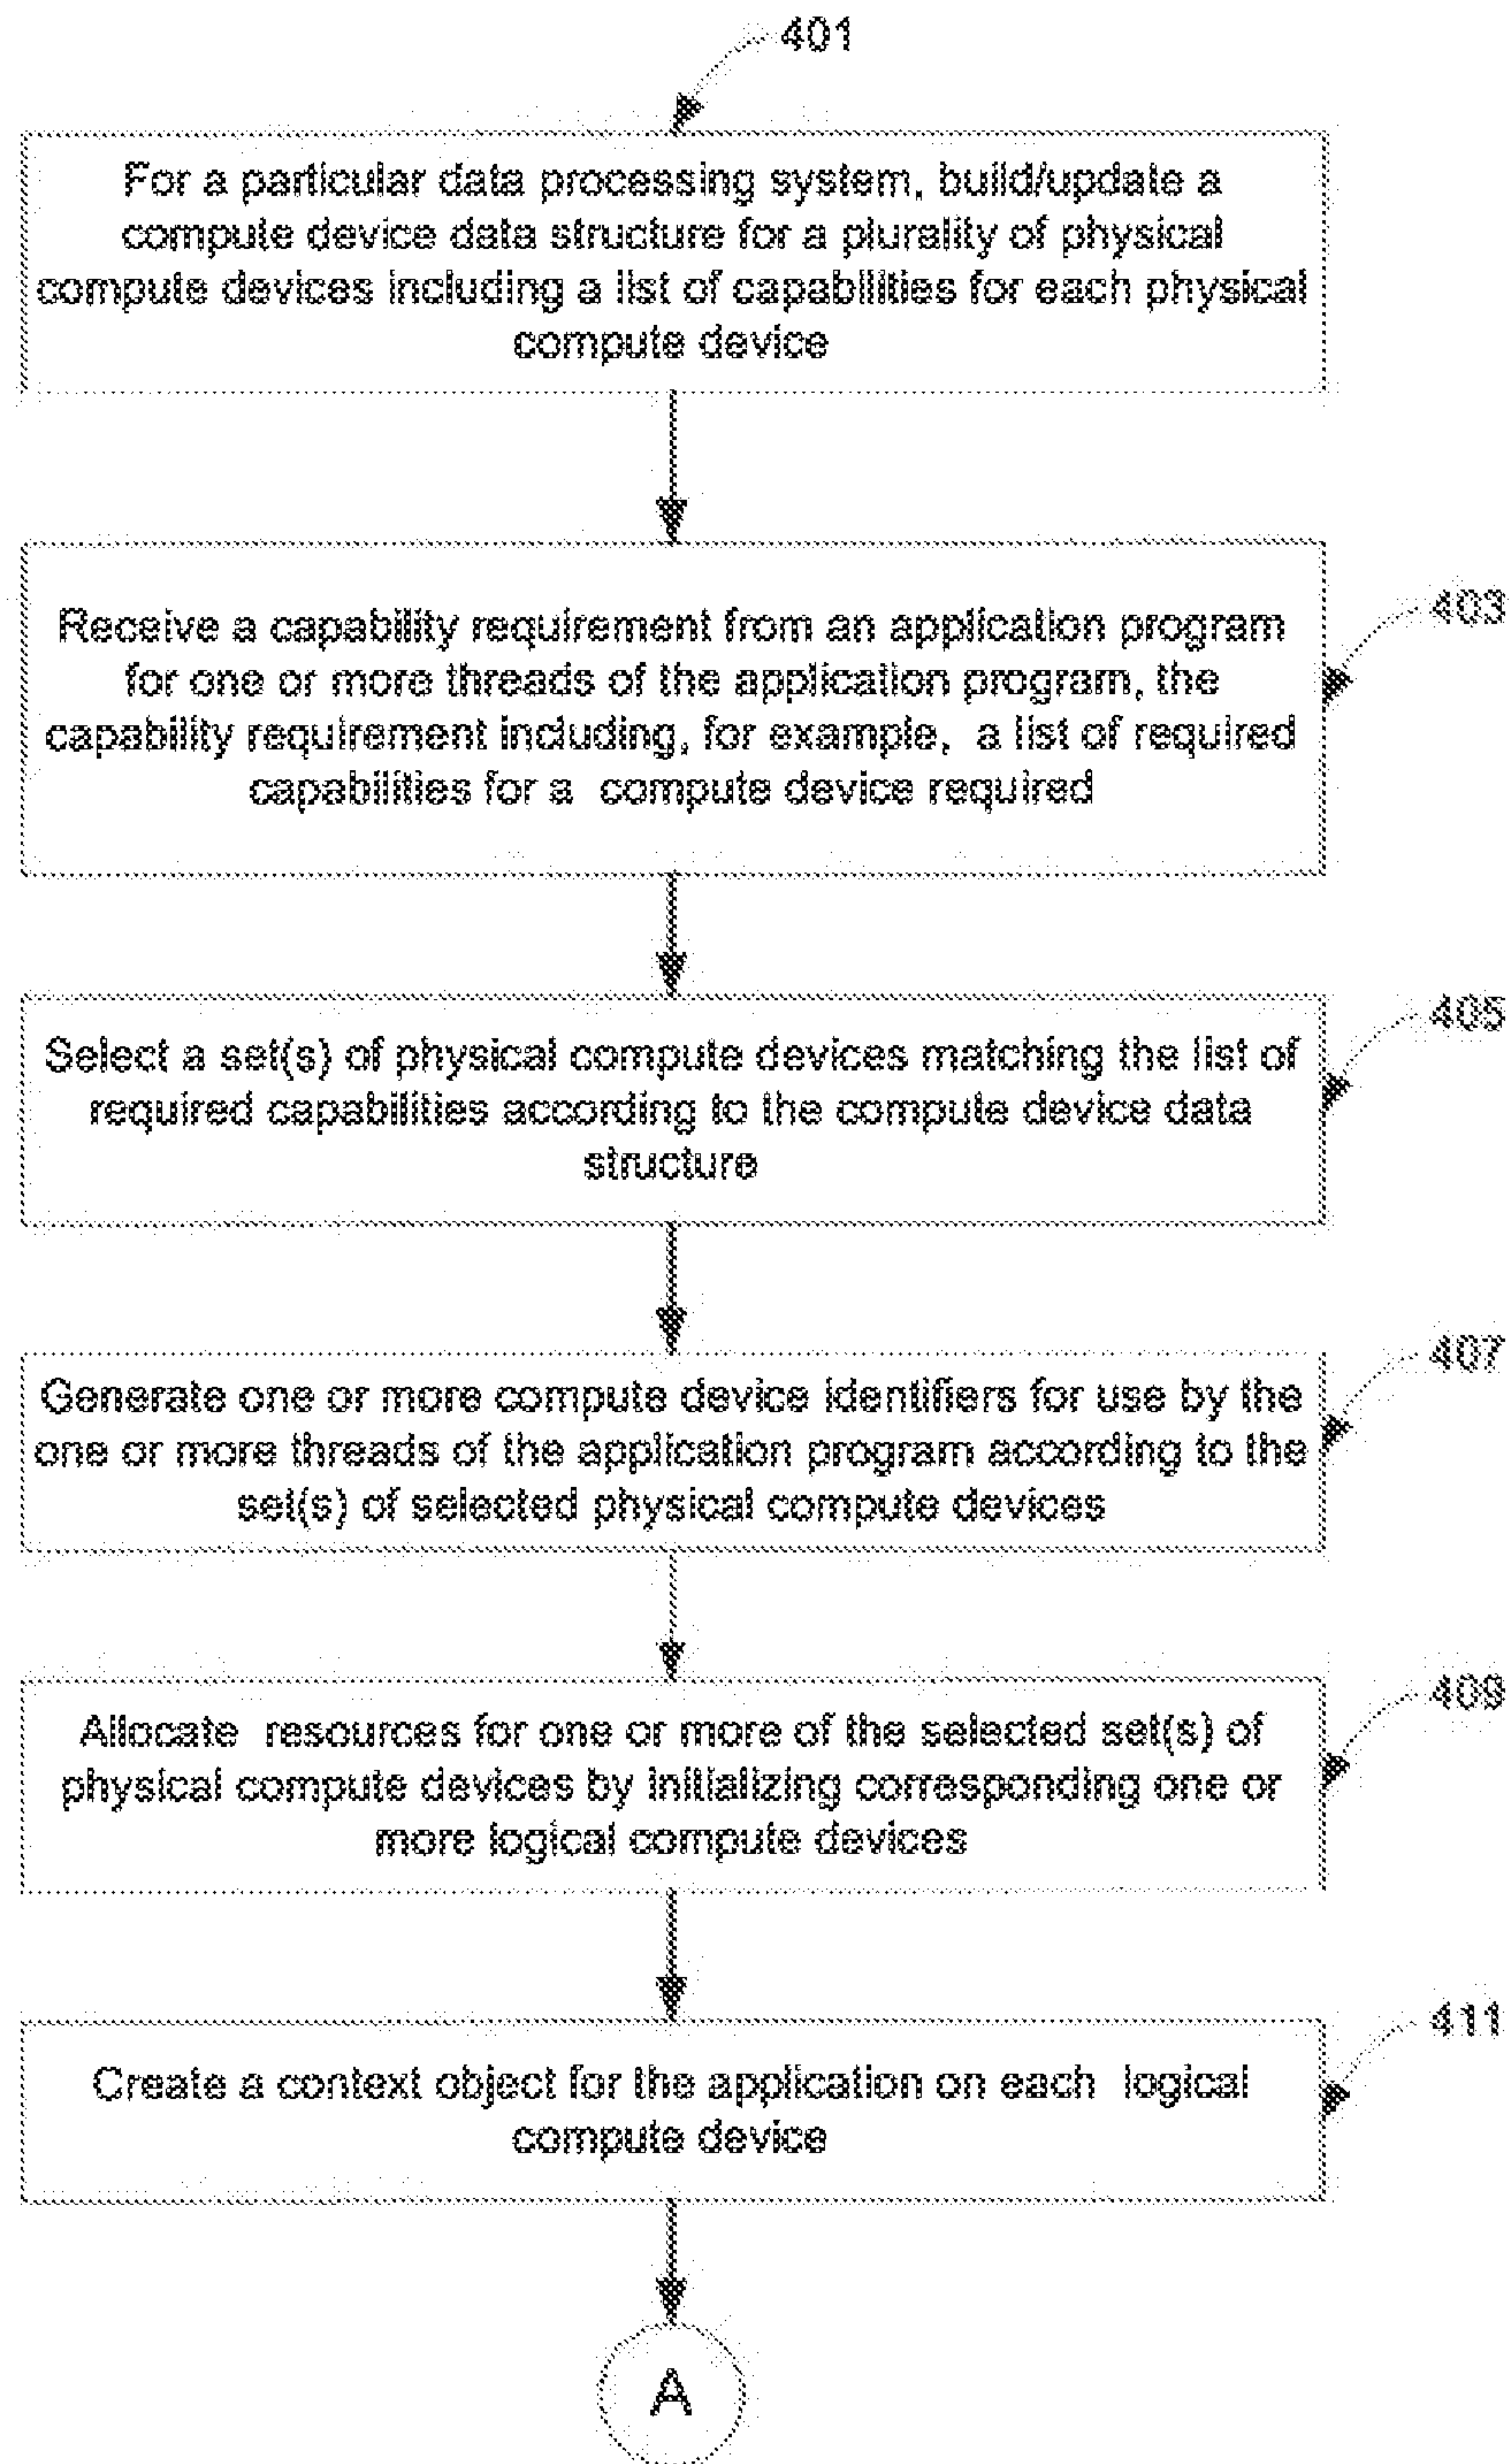 401
For a particular data processing system, build/update a
compute device data structure for a plurality of physical
compute devices including a list of capabilities for each physical
compute device
403
Receive a capability requirement from an application program
for one or more threads of the application program, the
capability requirement including, for example, a list of required
capabilities for a compute device required
405
Select a set(s) of physical compute devices matching the list of
required capabilities according to the compute device data
structure
407
Generate one or more compute device identifiers for use by the
one or more threads of the application program according to the
set(s) of selected physical compute devices
409
Allocate resources for one or more of the selected set(s) of
physical compute devices by initializing corresponding one or
more logical compute devices
411
Create a context object for the application on each logical
compute device
A